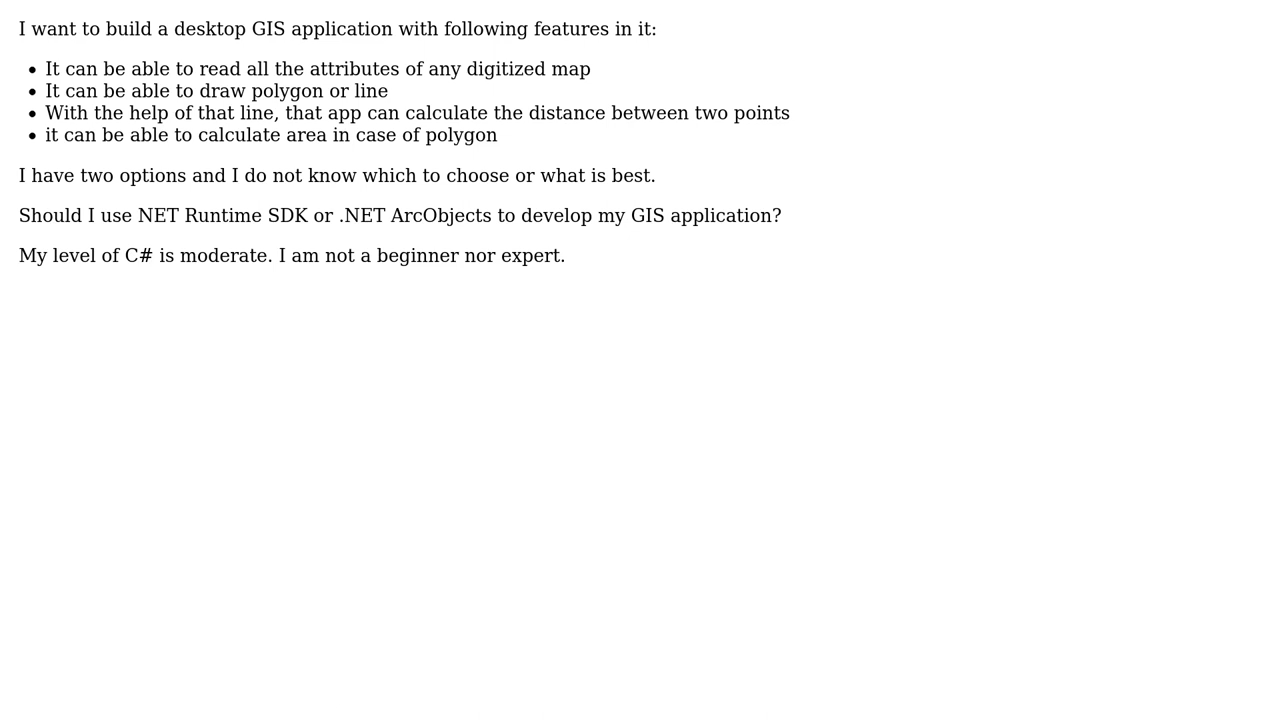 I want to build a desktop GIS application with following features in it:
• It can be able to read all the attributes of any digitized map
• It can be able to draw polygon or line
• With the help of that line, that app can calculate the distance between two points
• it can be able to calculate area in case of polygon
I have two options and I do not know which to choose or what is best.
Should I use NET Runtime SDK or .NET ArcObjects to develop my GIS application?
My level of C# is moderate. I am not a beginner nor expert.